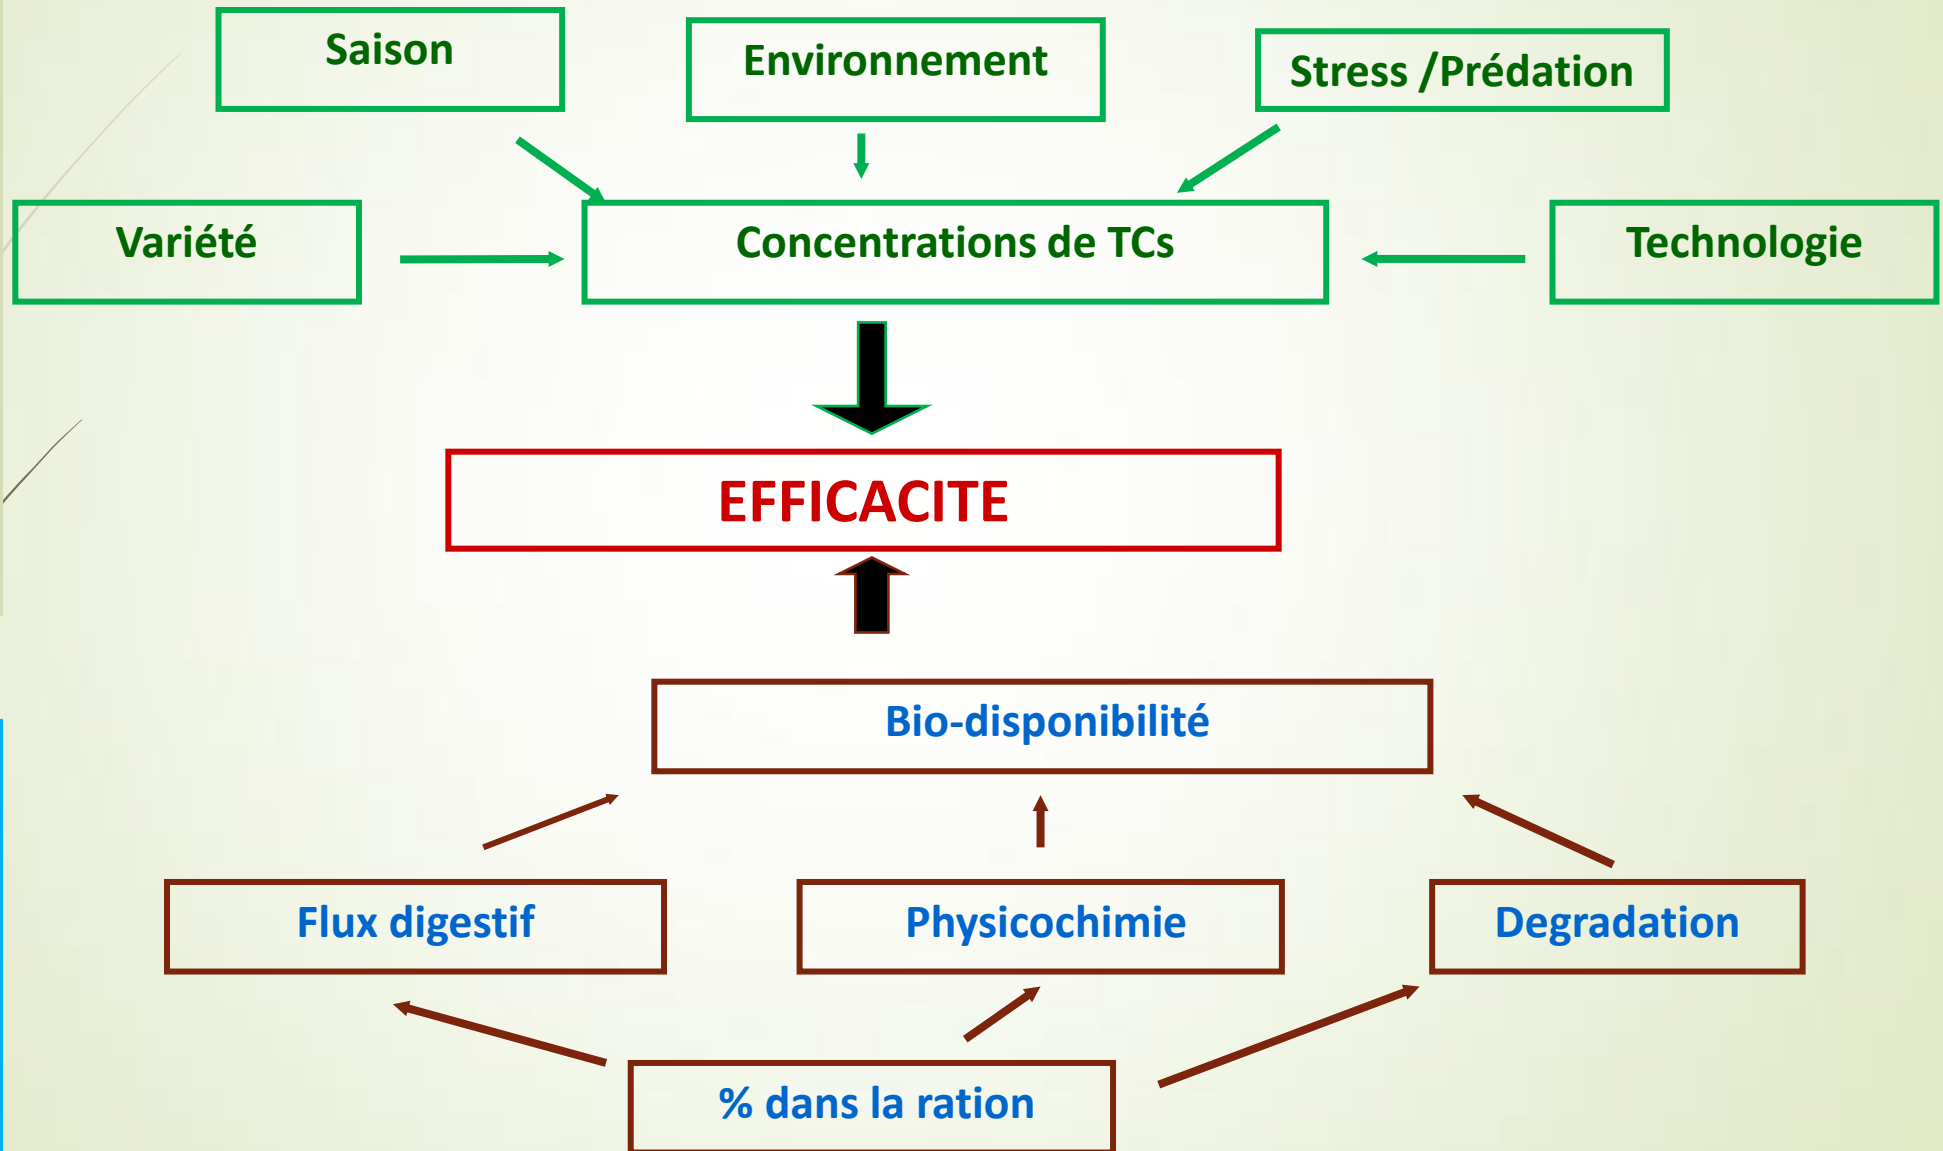 Saison
Environnement
Stress /Prédation
Variété
Concentrations de TCs
Technologie
EFFICACITE
Bio-disponibilité
Flux digestif
Physicochimie
Degradation
% dans la ration